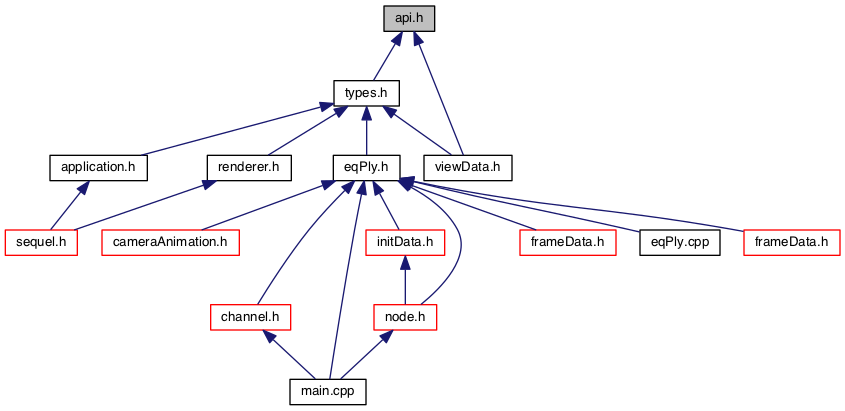 api.h
types.h
application.h
renderer.h
eqPly.h
viewData.h
sequel.h
cameraAnimation.h
initData.h
frameData.h
eqPly.cpp
frameData.h
channel.h
node.h
main.cpp